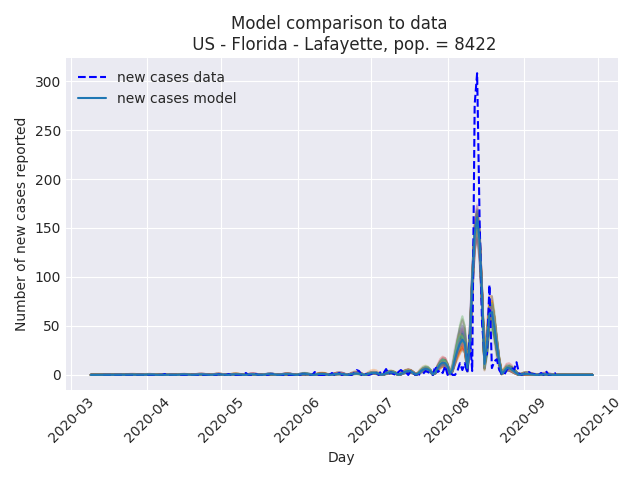 Model comparison to data
US - Florida - Lafayette, pop. = 8422
new cases data
new cases model
Number of new cases reported
300
250
200
150
100
50
0
2020-03
2020-04
2020-05
2020-06
2020-07
2020-08
2020-09
2020-10
Day